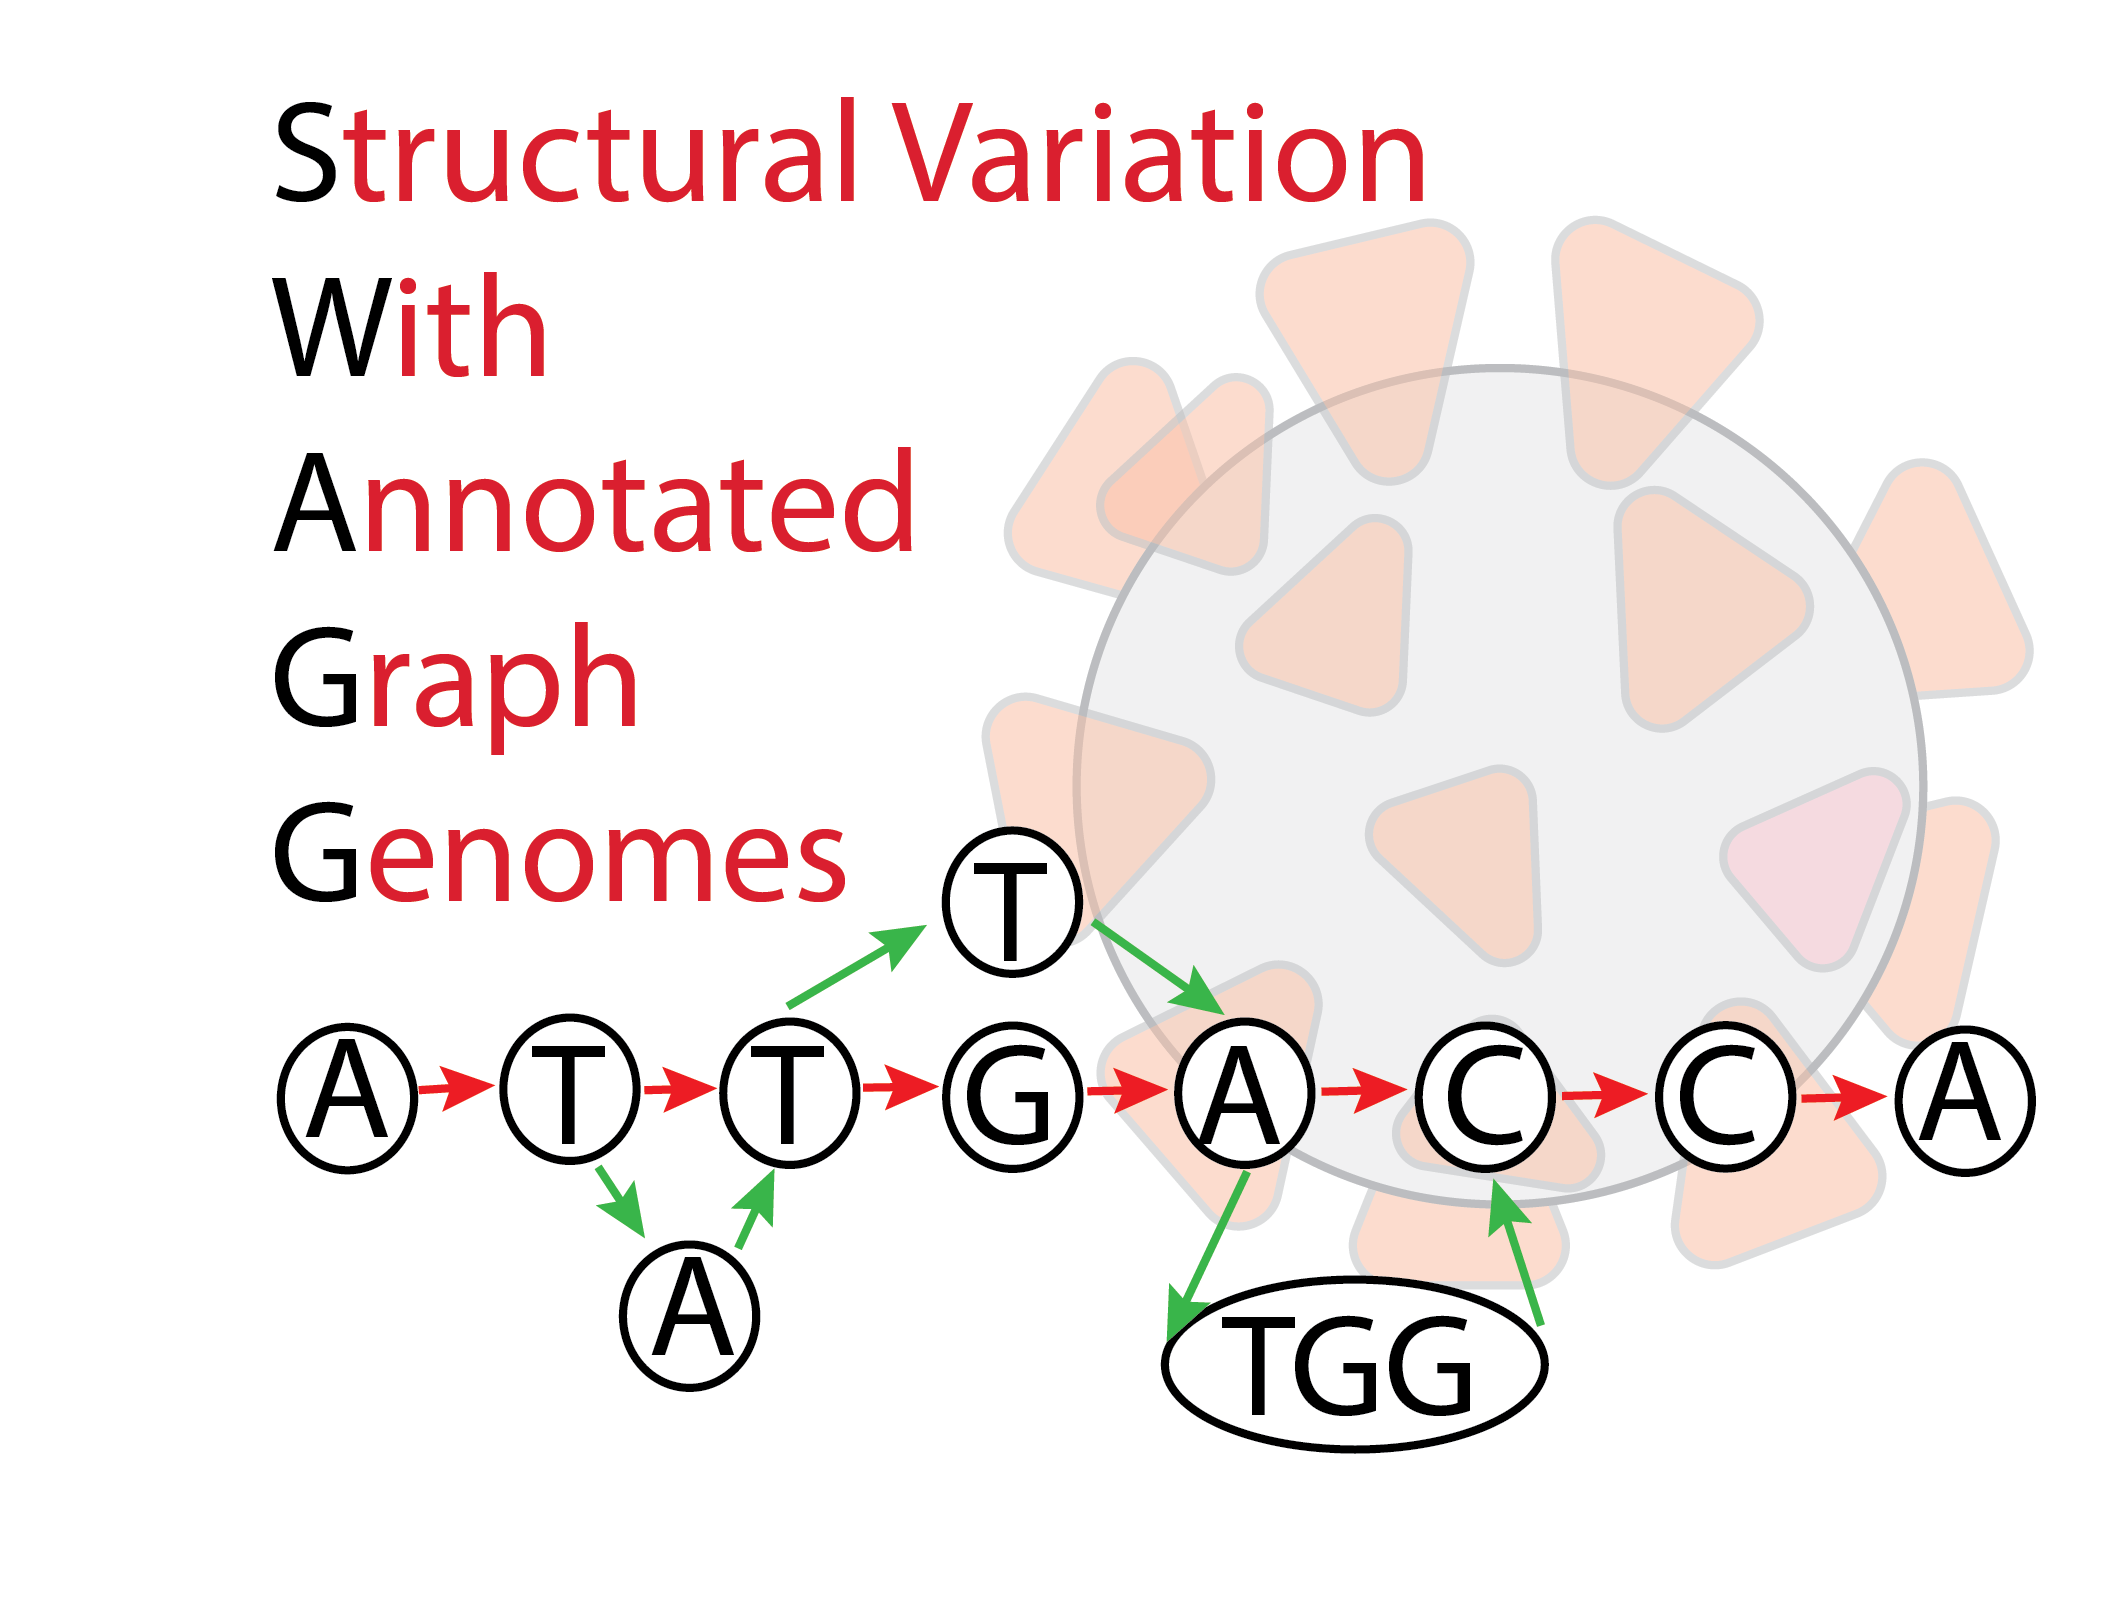 Structural Variation
With
Annotated
Graph
Genomes
T
A T T G A C C A
A
TGG